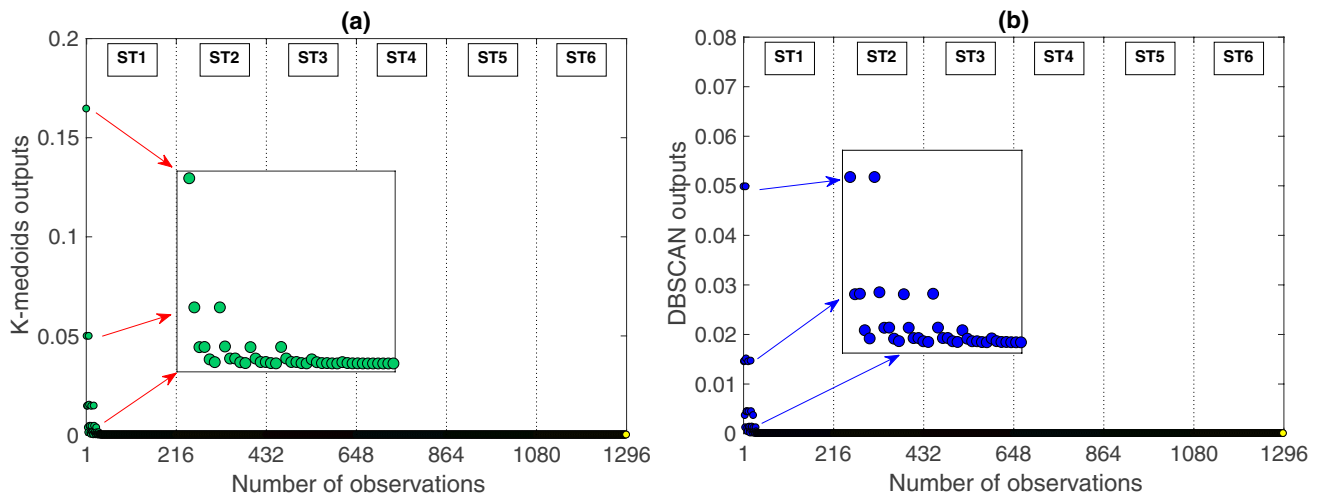 (a)
0.2
0.15
0.1
0.05
0
K-medoids outputs
ST1 ST2 ST3 ST4 ST5 ST6
1 216 432 648 864 1080 1296
Number of observations
(b)
0.08
0.07
0.06
0.05
0.04
0.03
0.02
0.01
0
DBSCAN outputs
ST1 ST2 ST3 ST4 ST5 ST6
1 216 432 648 864 1080 1296
Number of observations